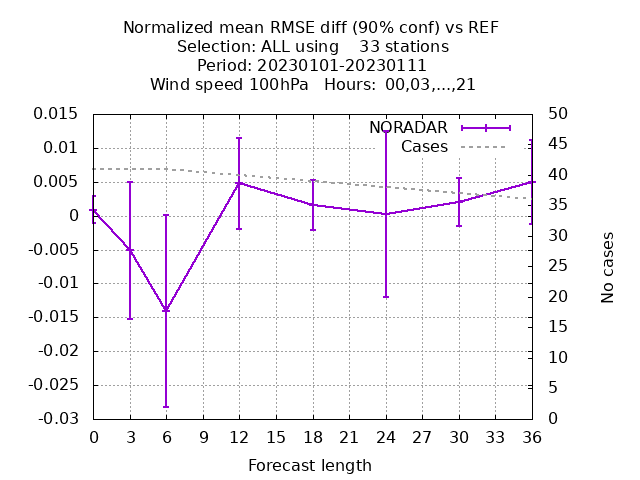 Normalized mean RMSE diff (90% conf) vs REF
Selection: ALL using    33 stations
Period: 20230101-20230111
Wind speed 100hPa   Hours: 00,03,...,21
NORADAR
Cases
0.015
0.01
0.005
0
-0.005
-0.01
-0.015
-0.02
-0.025
-0.03
50
45
40
35
30
25
20
15
10
5
0
No cases
0 3 6 9 12 15 18 21 24 27 30 33 36
Forecast length